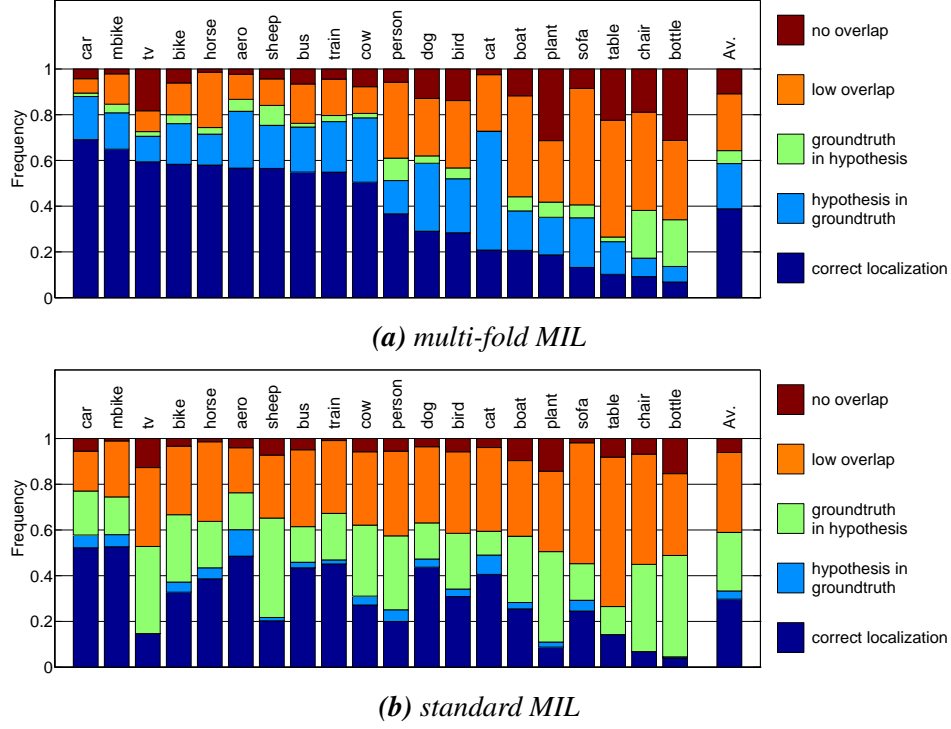 car mbike tv bike horse aero sheep bus train cow person dog bird cat boat plant sofa table chair bottle Av.
1
0.8
0.6
0.4
0.2
0
Frequency
no overlap
low overlap
groundtruth
in hypothesis
hypothesis in
groundtruth
correct localization
(a) multi-fold MIL
car mbike tv bike horse aero sheep bus train cow person dog bird cat boat plant sofa table chair bottle Av.
1
0.8
0.6
0.4
0.2
0
Frequency
no overlap
low overlap
groundtruth
in hypothesis
hypothesis in
groundtruth
correct localization
(b) standard MIL